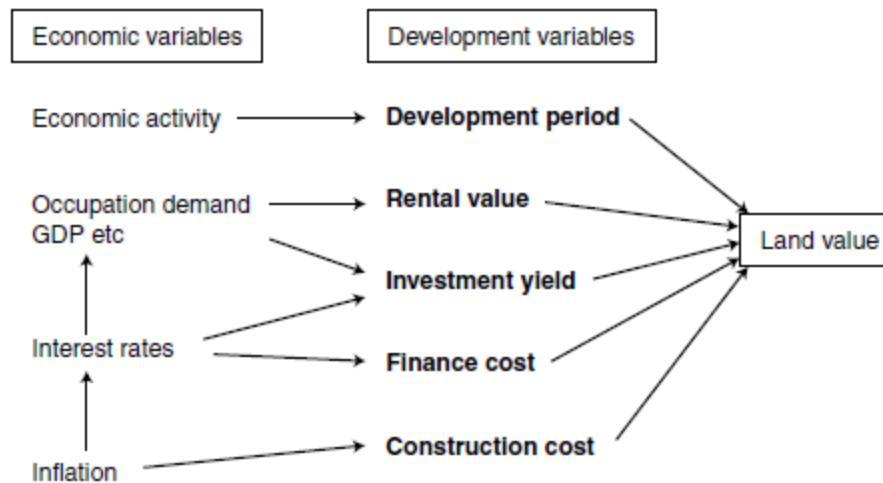 Economic variables
Development variables
Economic activity
Development period
Occupation demand
GDP etc
Rental value
Land value
Investment yield
Interest rates
Finance cost
Construction cost
Inflation